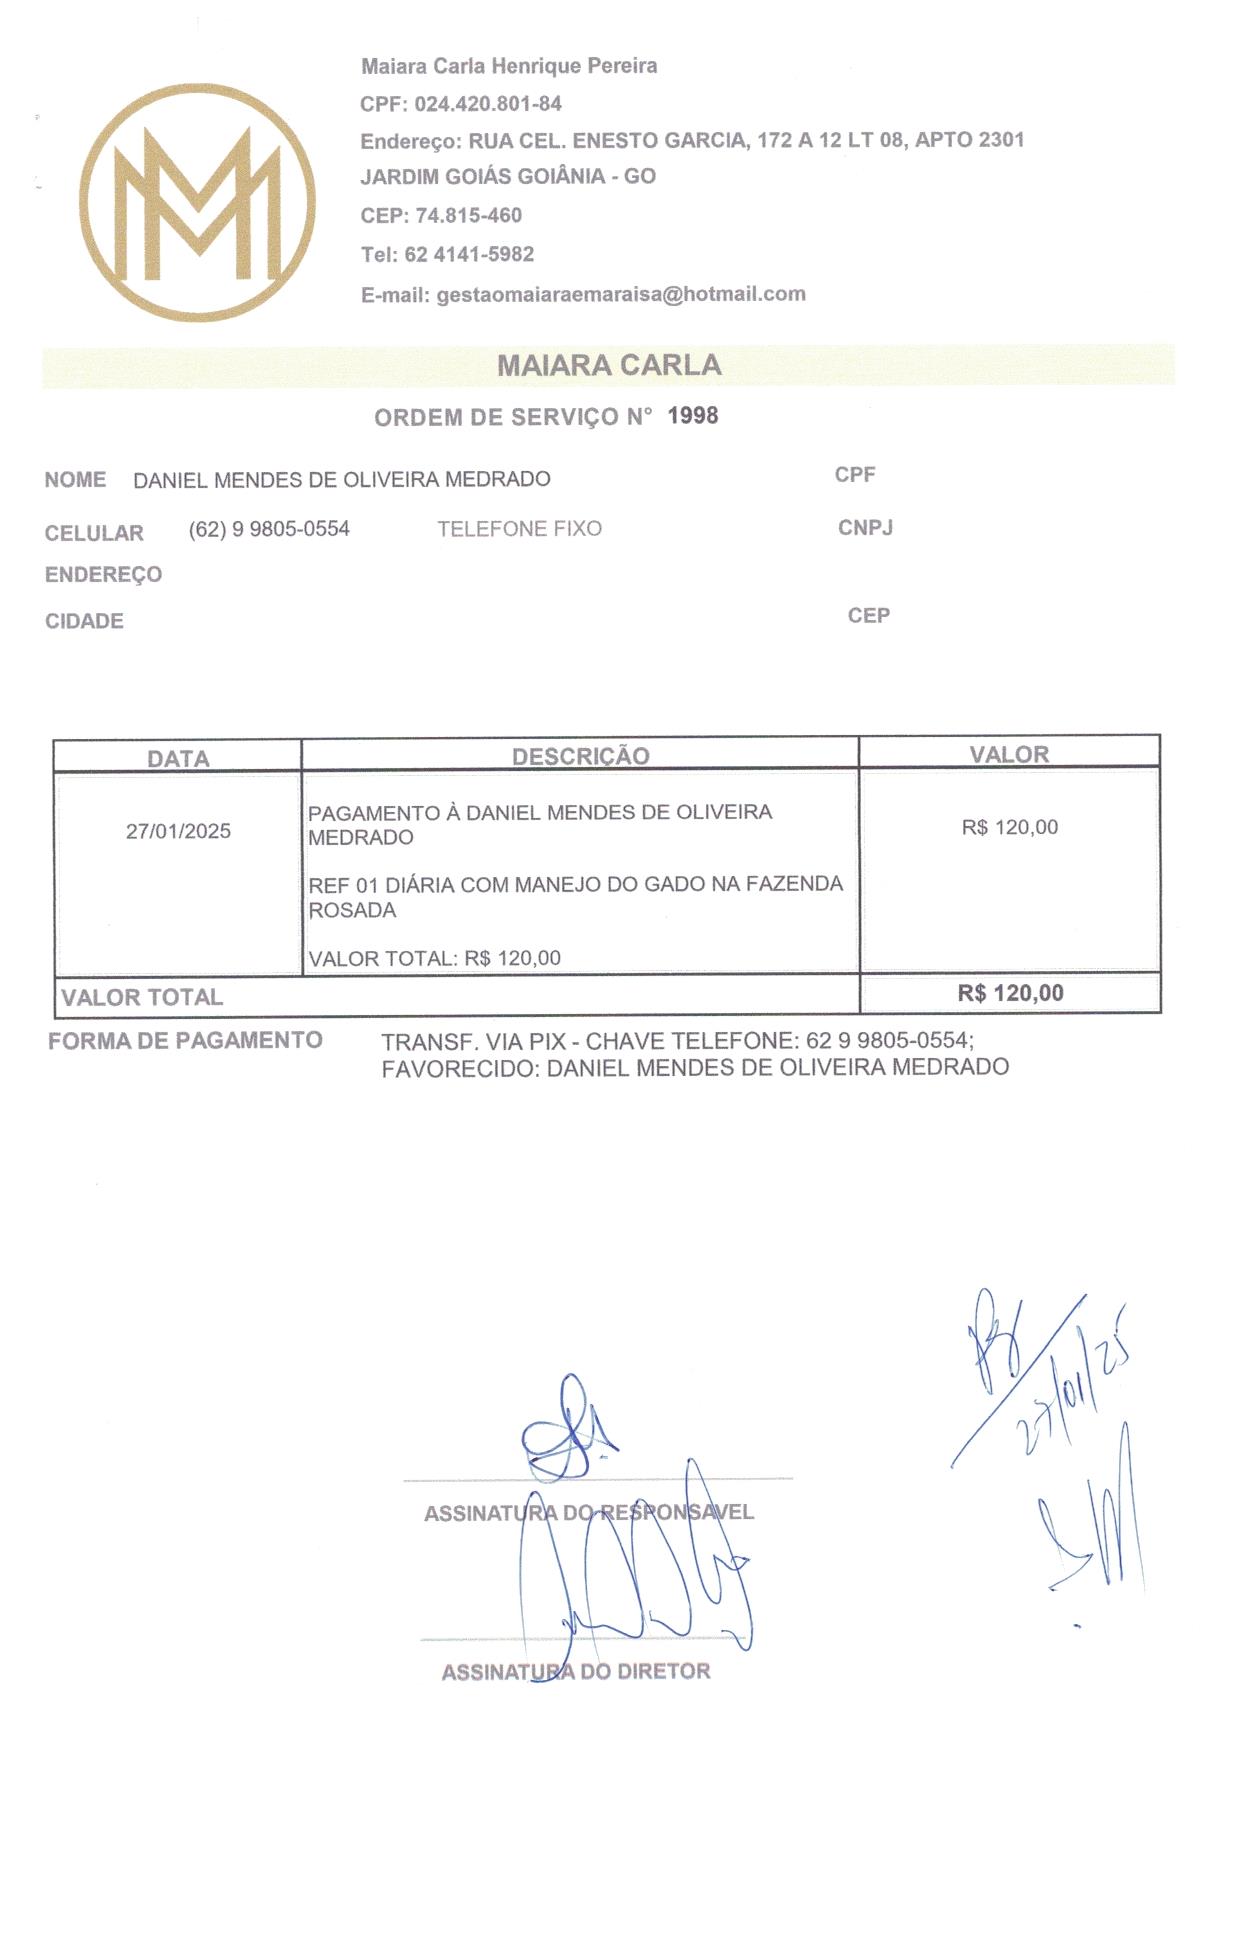 Maiara Carla Henrique Pereira
CPF: 024.420.801-84
Endereço: RUA CEL. ENESTO GARCIA, 172 A 12 LT 08, APTO 2301
JARDIM GOIÁS GOIÂNIA - GO
CEP: 74.815-460
Tel: 62 4141-5982
E-mail: gestaomaiaraemaraisa@hotmail.com
MAIARA CARLA
ORDEM DE SERVIÇO N° 1998
NOME DANIEL MENDES DE OLIVEIRA MEDRADO CPF
CELULAR (62) 9 9805-0554 TELEFONE FIXO CNPJ
ENDEREÇO
CIDADE CEP
DATA DESCRIÇÃO VALOR
27/01/2025 PAGAMENTO À DANIEL MENDES DE OLIVEIRA R$ 120,00
MEDRADO
REF 01 DIÁRIA COM MANEJO DO GADO NA FAZENDA
ROSADA
VALOR TOTAL: R$ 120,00
VALOR TOTAL R$ 120,00
FORMA DE PAGAMENTO TRANSF. VIA PIX - CHAVE TELEFONE: 62 9 9805-0554;
FAVORECIDO: DANIEL MENDES DE OLIVEIRA MEDRADO
27/01/25
ASSINATURA DO RESPONSAVEL
ASSINATURA DO DIRETOR